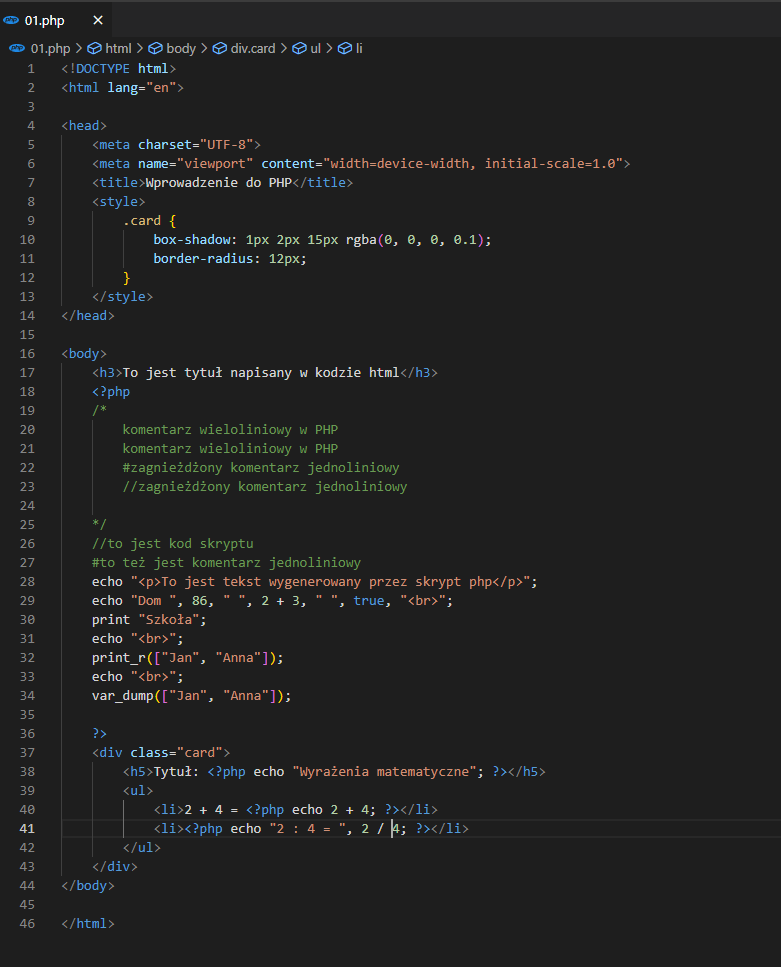 php 01.php ×
php 01.php > html > body > div.card > ul > li
1 <!DOCTYPE html>
2 <html lang="en">
3
4 <head>
5     <meta charset="UTF-8">
6     <meta name="viewport" content="width=device-width, initial-scale=1.0">
7     <title>Wprowadzenie do PHP</title>
8     <style>
9         .card {
10             box-shadow: 1px 2px 15px rgba(0, 0, 0, 0.1);
11             border-radius: 12px;
12         }
13     </style>
14 </head>
15
16 <body>
17     <h3>To jest tytuł napisany w kodzie html</h3>
18     <?php
19     /*
20         komentarz wieloliniowy w PHP
21         komentarz wieloliniowy w PHP
22         #zagnieżdżony komentarz jednoliniowy
23         //zagnieżdżony komentarz jednoliniowy
24
25     */
26     //to jest kod skryptu
27     #to też jest komentarz jednoliniowy
28     echo "<p>To jest tekst wygenerowany przez skrypt php</p>";
29     echo "Dom ", 86, " ", 2 + 3, " ", true, "<br>";
30     print "Szkoła";
31     echo "<br>";
32     print_r(["Jan", "Anna"]);
33     echo "<br>";
34     var_dump(["Jan", "Anna"]);
35
36     ?>
37     <div class="card">
38         <h5>Tytuł: <?php echo "Wyrażenia matematyczne"; ?></h5>
39         <ul>
40             <li>2 + 4 = <?php echo 2 + 4; ?></li>
41             <li><?php echo "2 : 4 = ", 2 / 4; ?></li>
42         </ul>
43     </div>
44 </body>
45
46 </html>